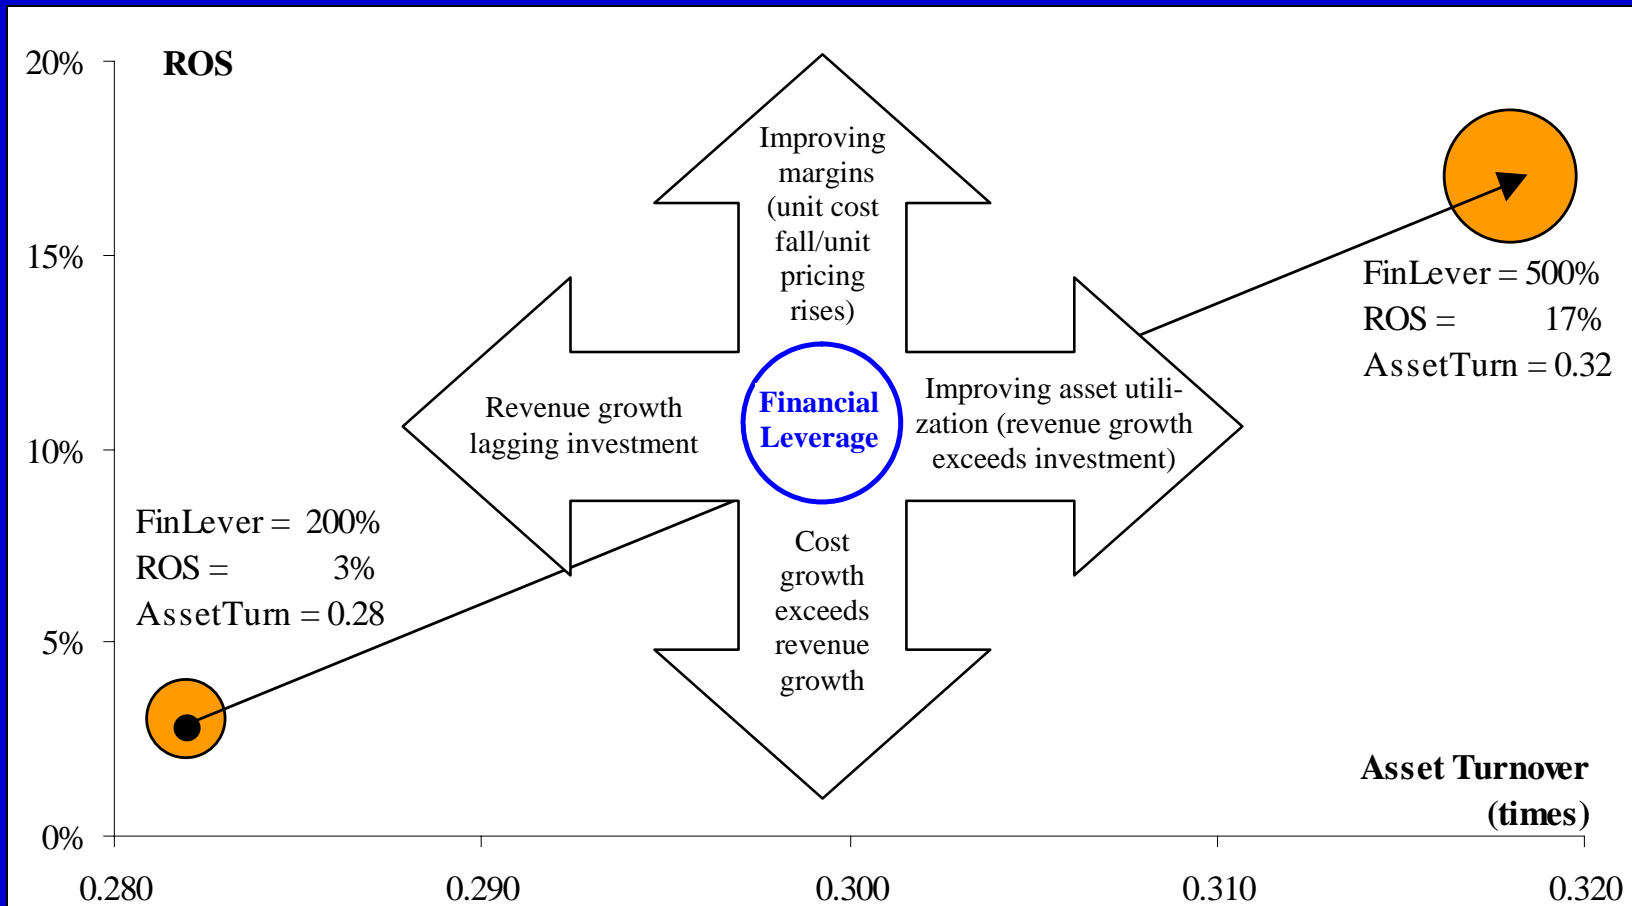 20%
ROS
15%
10%
5%
0%
0.280
0.290
0.300
0.310
0.320
Improving
margins
(unit cost
fall/unit
pricing
rises)
Revenue growth
lagging investment
Financial
Leverage
Improving asset utili-
zation (revenue growth
exceeds investment)
Cost
growth
exceeds
revenue
growth
FinLever = 200%
ROS = 3%
AssetTurn = 0.28
FinLever = 500%
ROS = 17%
AssetTurn = 0.32
Asset Turnover
(times)